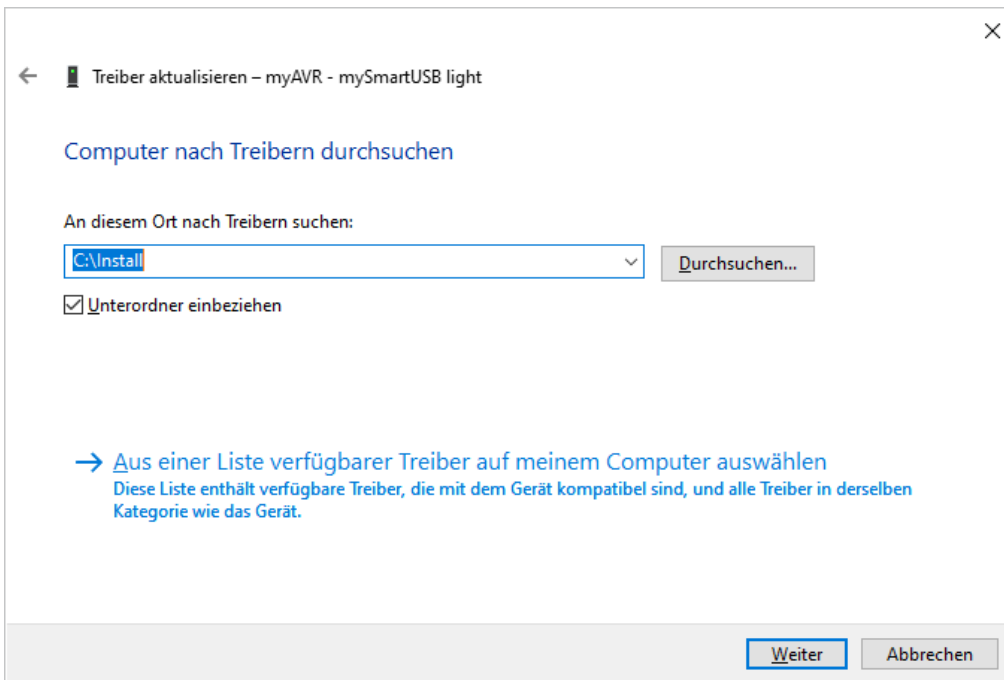 Treiber aktualisieren – myAVR - mySmartUSB light
Computer nach Treibern durchsuchen
An diesem Ort nach Treibern suchen:
C:\Install
Durchsuchen...
Unterordner einbeziehen
Aus einer Liste verfügbarer Treiber auf meinem Computer auswählen
Diese Liste enthält verfügbare Treiber, die mit dem Gerät kompatibel sind, und alle Treiber in derselben
Kategorie wie das Gerät.
Weiter
Abbrechen